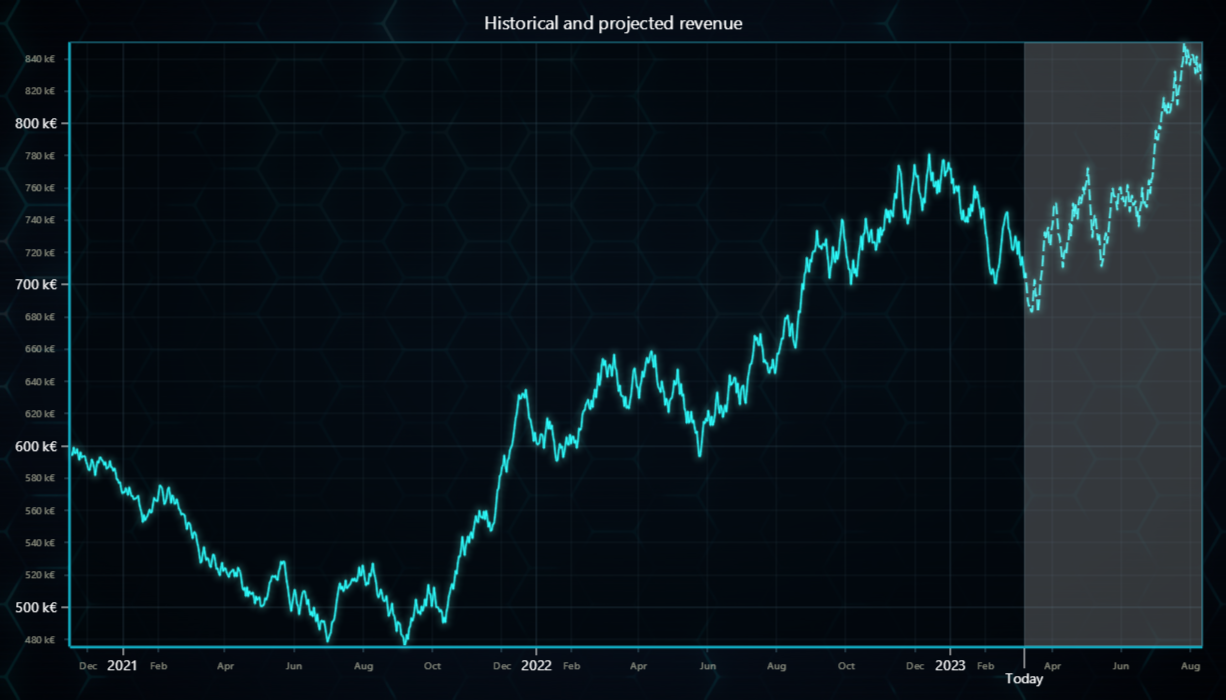 Historical and projected revenue
840 k€
820 k€
800 k€
780 k€
760 k€
740 k€
720 k€
700 k€
680 k€
660 k€
640 k€
620 k€
600 k€
580 k€
560 k€
540 k€
520 k€
500 k€
480 k€
Dec 2021 Feb Apr Jun Aug Oct Dec 2022 Feb Apr Jun Aug Oct Dec 2023 Feb Apr Jun Aug
Today